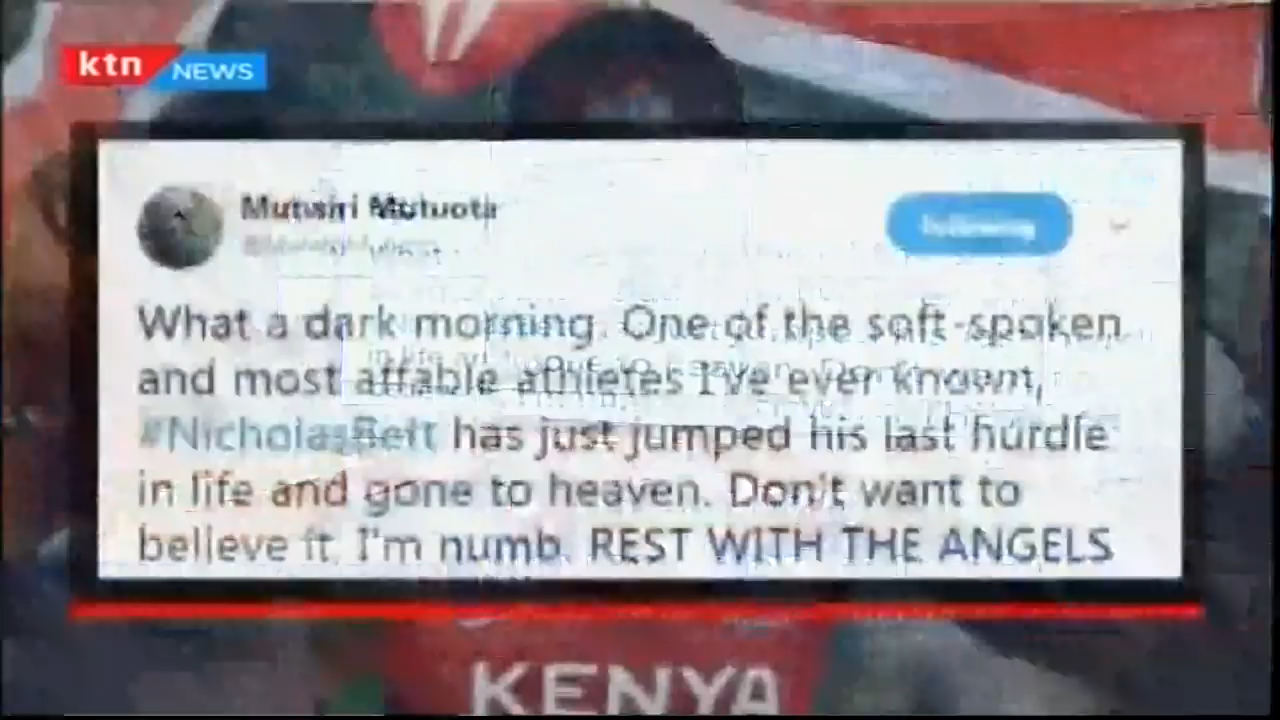 ktn NEWS
Following
What a dark morning. One of the soft-spoken
and most affable athletes I've ever known,
#NicholasBett has just jumped his last hurdle
in life and gone to heaven. Don't want to
believe it. I'm numb. REST WITH THE ANGELS
KENYA